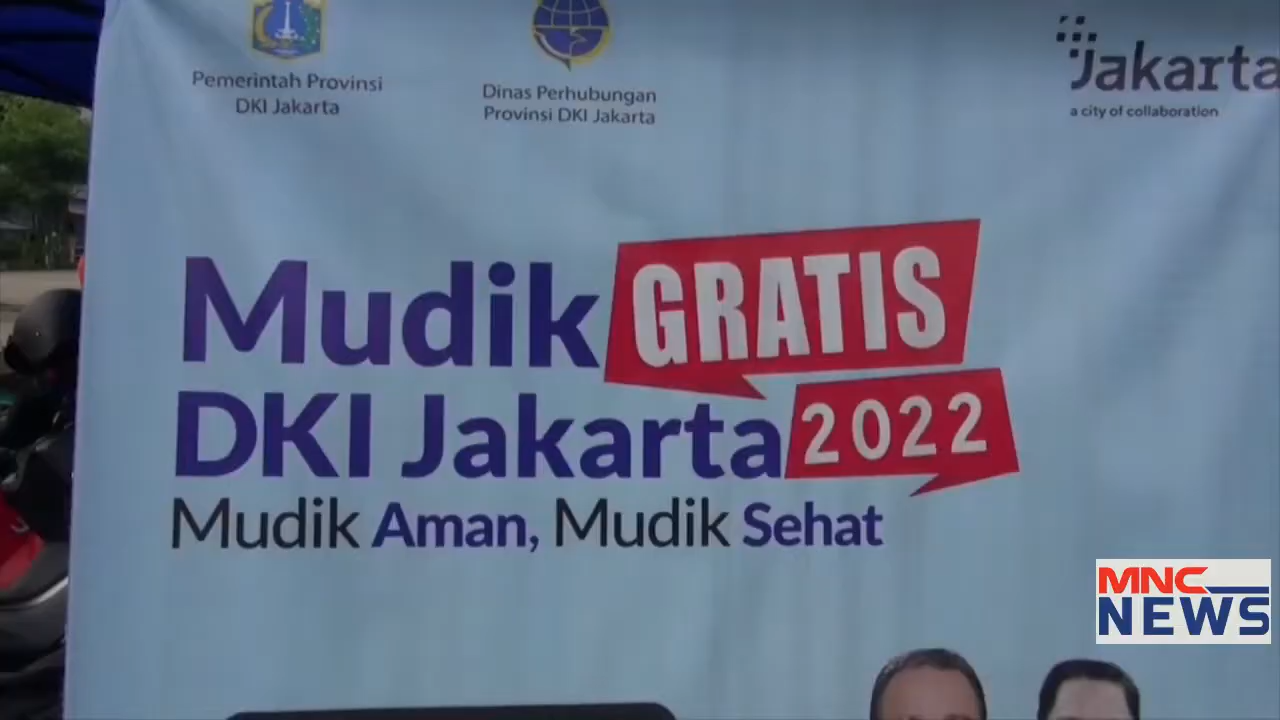 Pemerintah Provinsi
DKI Jakarta
Dinas Perhubungan
Provinsi DKI Jakarta
Jakarta
a city of collaboration
Mudik GRATIS
DKI Jakarta 2022
Mudik Aman, Mudik Sehat
MNC
NEWS